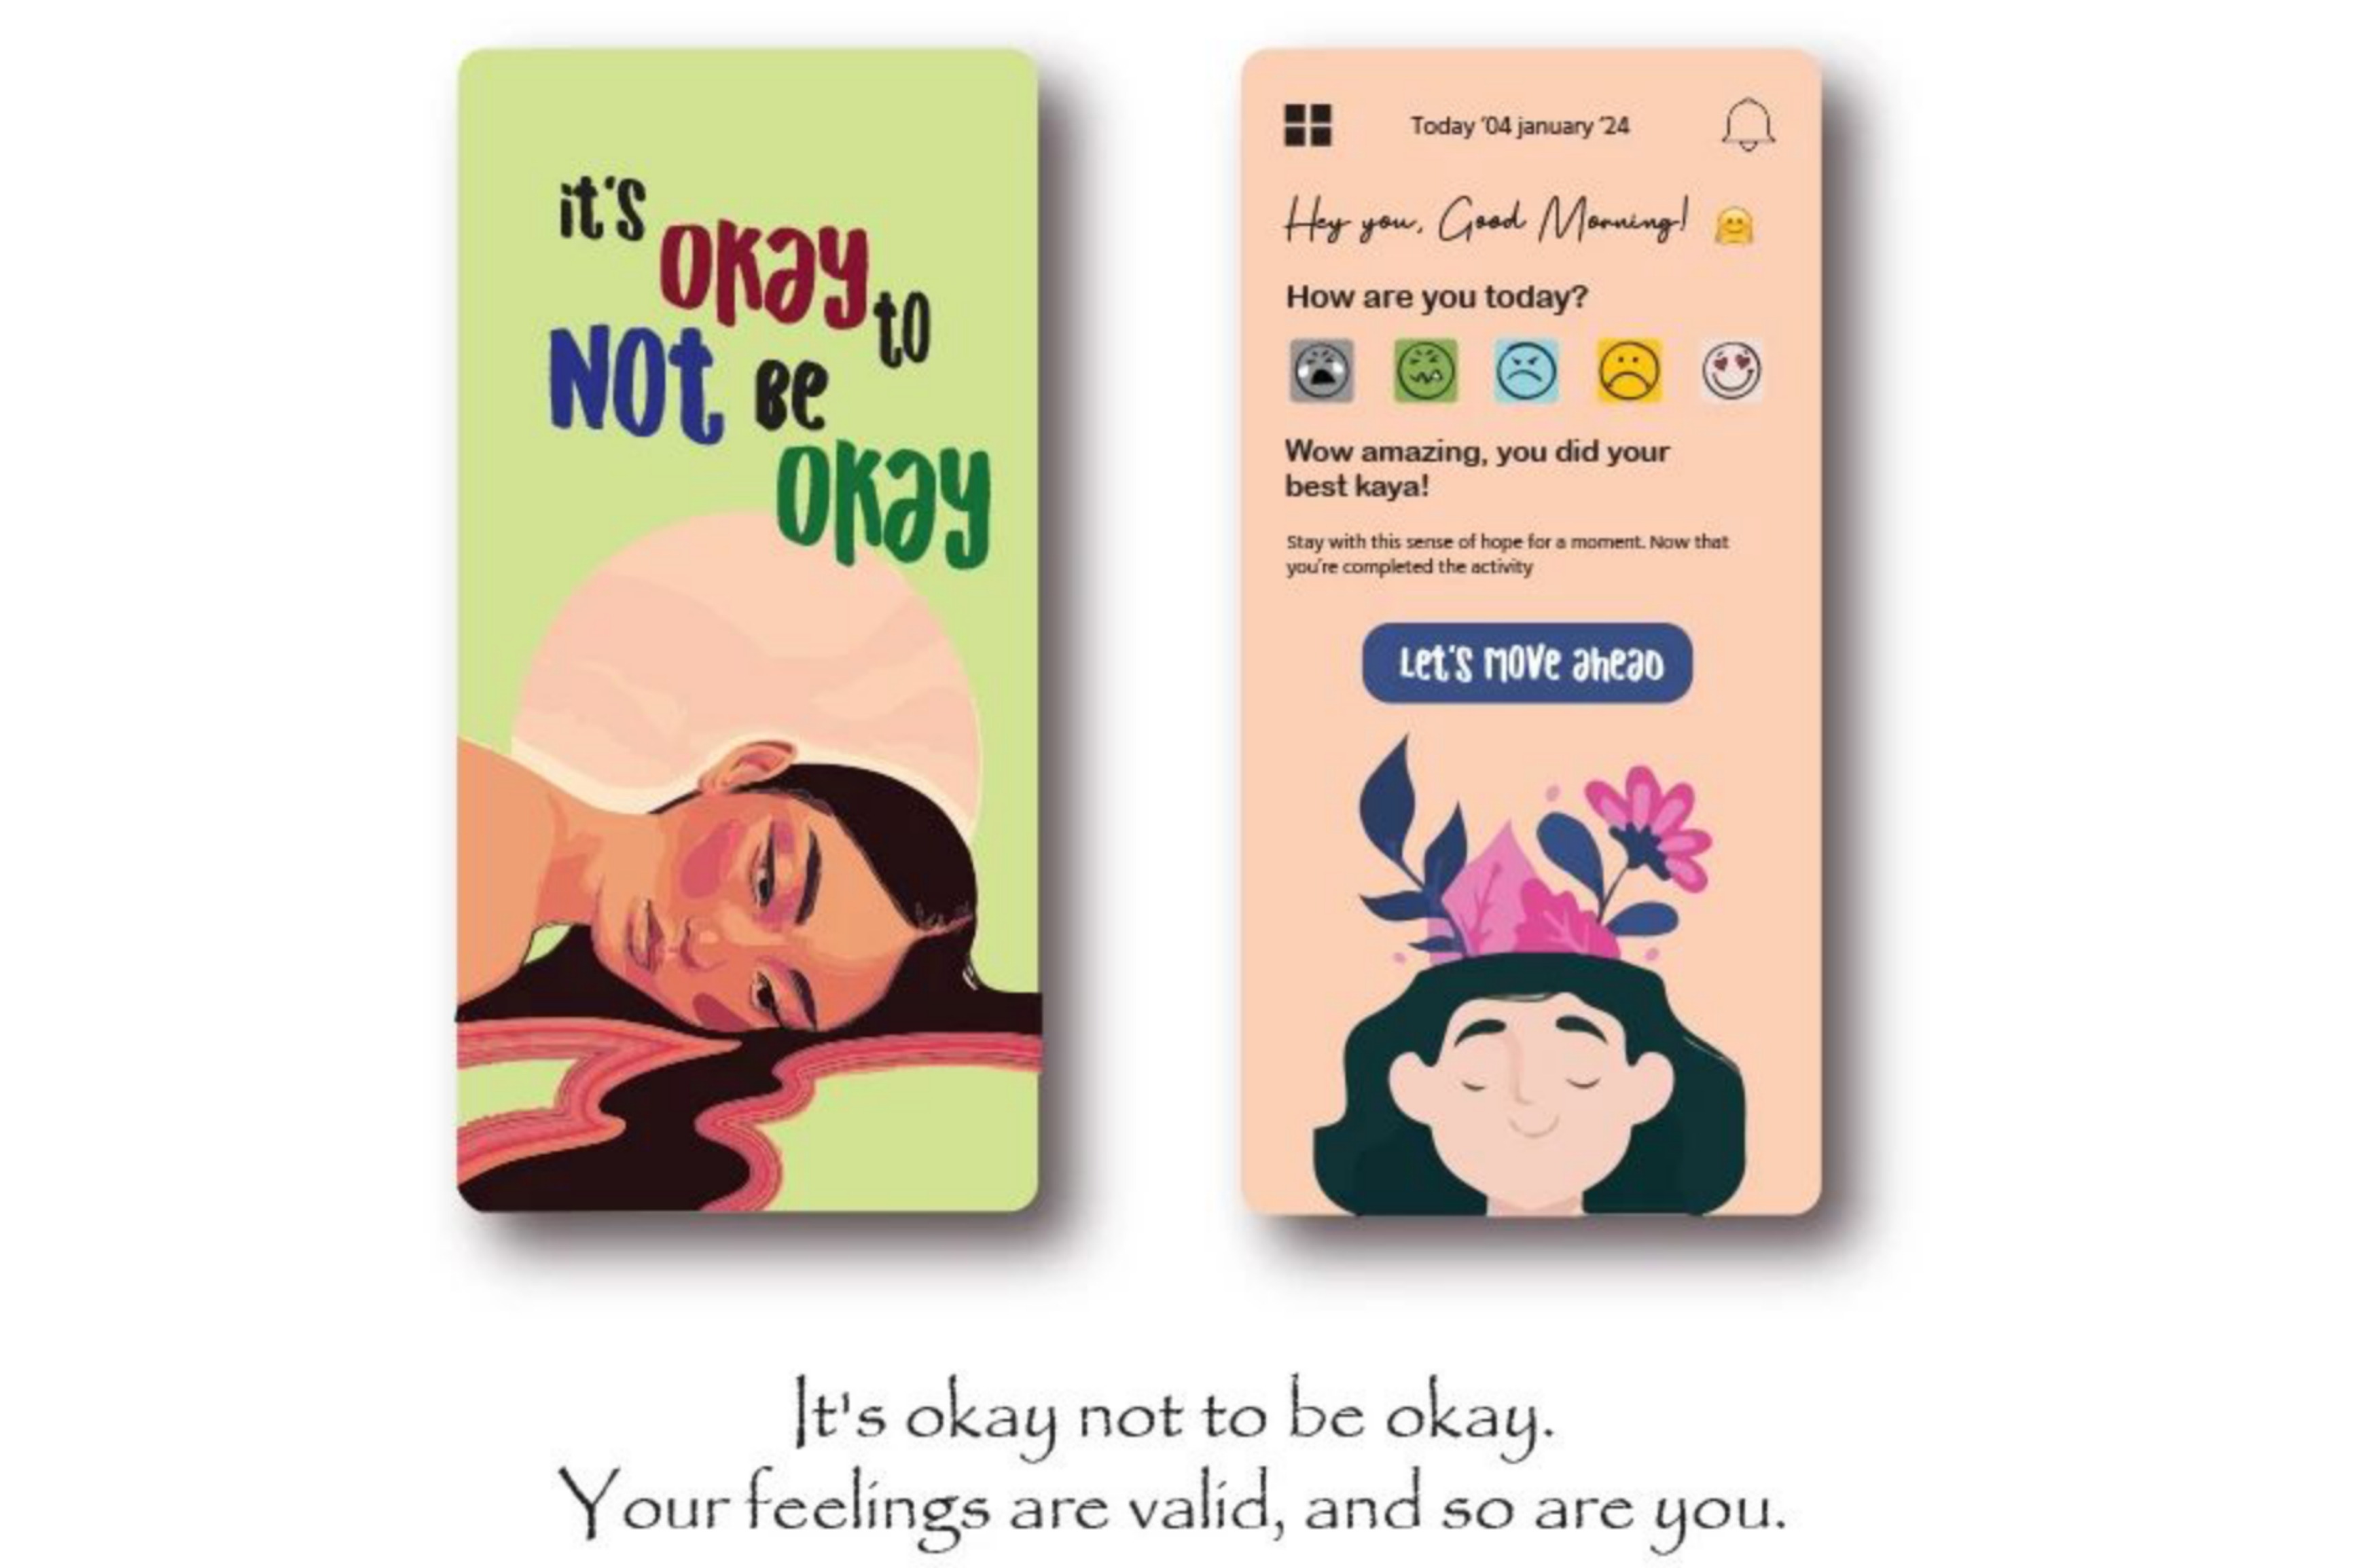 it's
okay to
Not Be
okay
Today '04 january '24
Hey you, Good Morning!
How are you today?
Wow amazing, you did your
best kaya!
Stay with this sense of hope for a moment. Now that
you're completed the activity
Let's move ahead
It's okay not to be okay.
Your feelings are valid, and so are you.